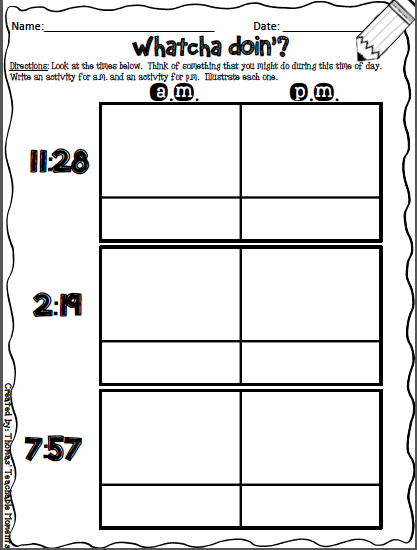 Name: Date:
Whatcha doin'?
Directions: Look at the times below. Think of something that you might do during this time of day.
Write an activity for a.m. and an activity for p.m. Illustrate each one.
a.m. p.m.
11:28
2:19
7:57
Created by: Thomas' Teachable Moments